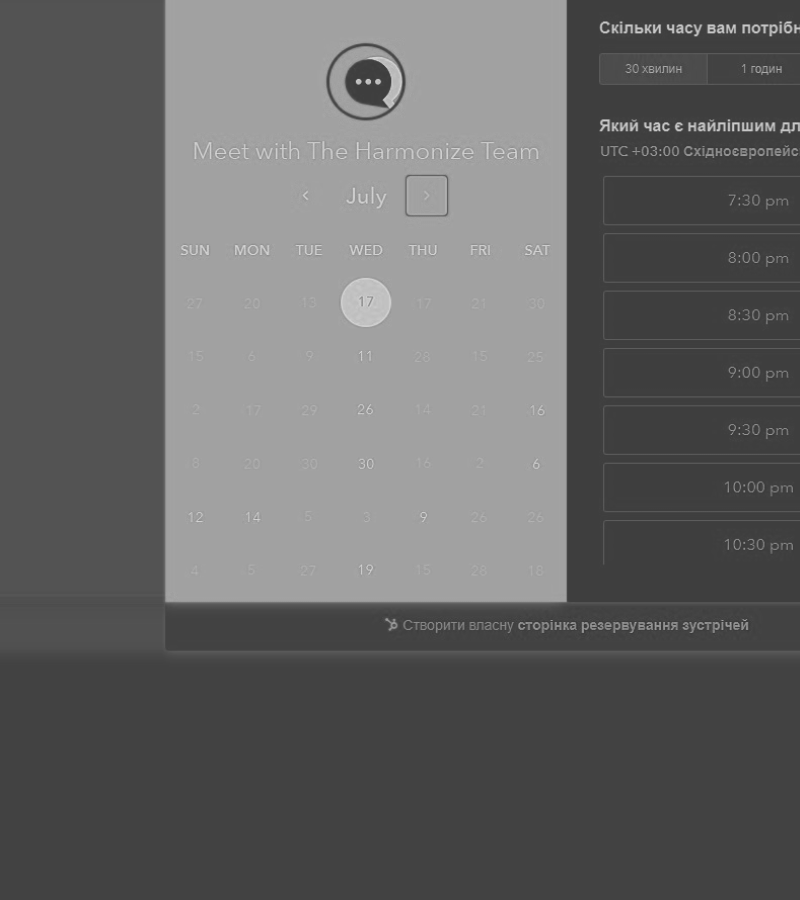 Meet with The Harmonize Team
July
SUN MON TUE WED THU FRI SAT
27 20 13 17 17 21 30
15 6 9 11 28 15 25
2 17 29 26 14 21 16
8 20 30 30 16 2 6
12 14 5 3 9 26 26
4 5 27 19 15 28 18
Скільки часу вам потрібн
30 хвилин 1 годин
Який час є найліпшим дл
UTC +03:00 Східноєвропейс
7:30 pm
8:00 pm
8:30 pm
9:00 pm
9:30 pm
10:00 pm
10:30 pm
Створити власну сторінка резервування зустрічей